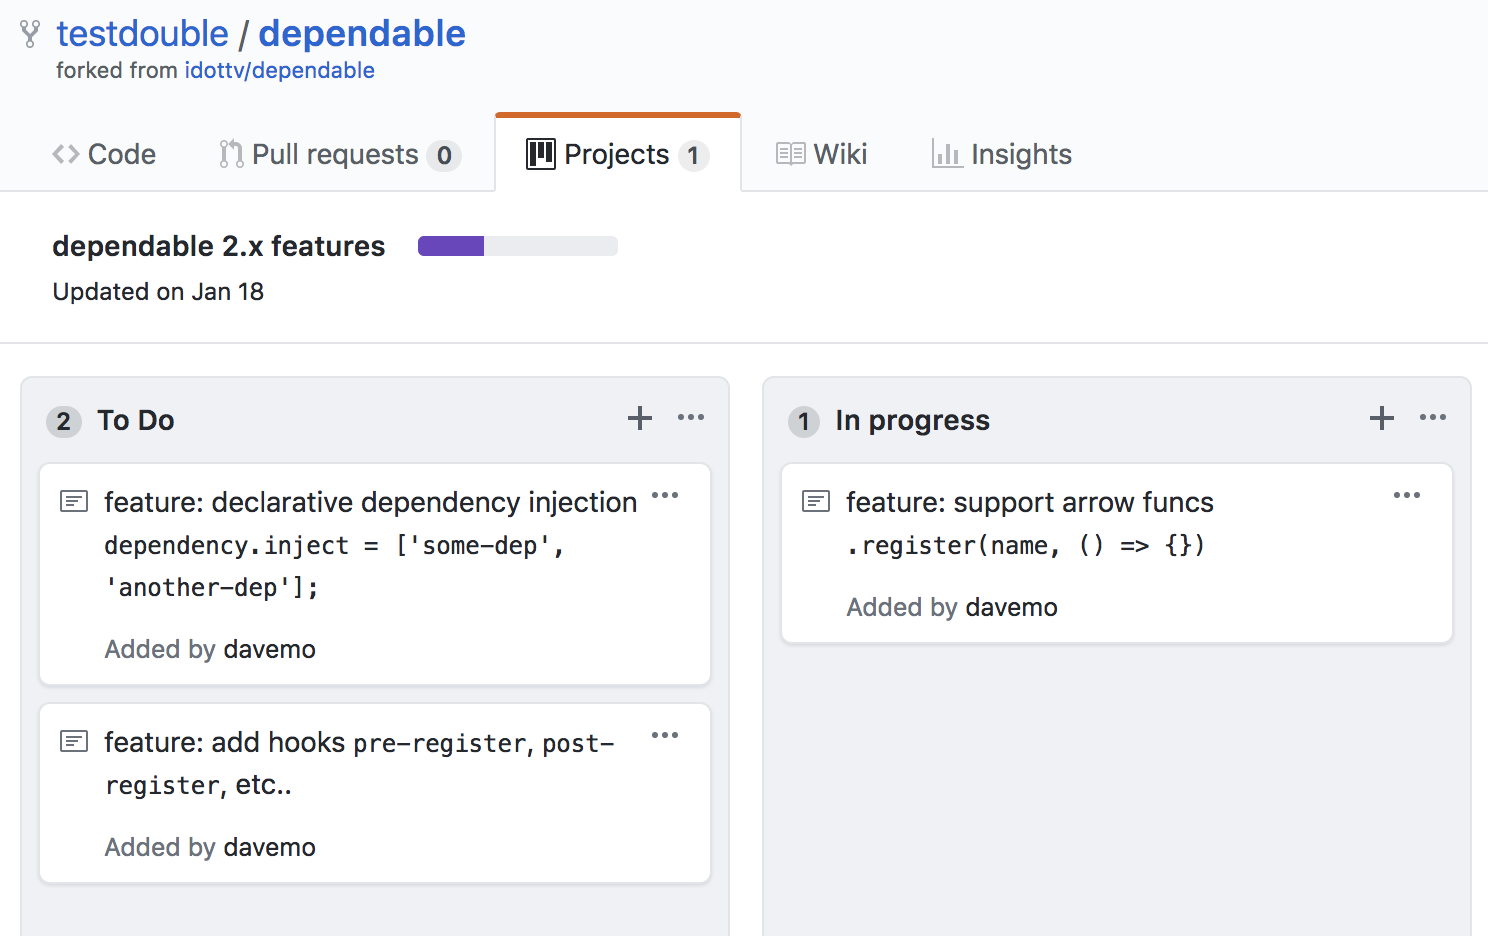 testdouble / dependable
forked from idottv/dependable
Code
Pull requests 0
Projects 1
Wiki
Insights
dependable 2.x features
Updated on Jan 18
2 To Do
feature: declarative dependency injection
dependency.inject = ['some-dep',
'another-dep'];
Added by davemo
feature: add hooks pre-register, post-
register, etc..
Added by davemo
1 In progress
feature: support arrow funcs
.register(name, () => {})
Added by davemo